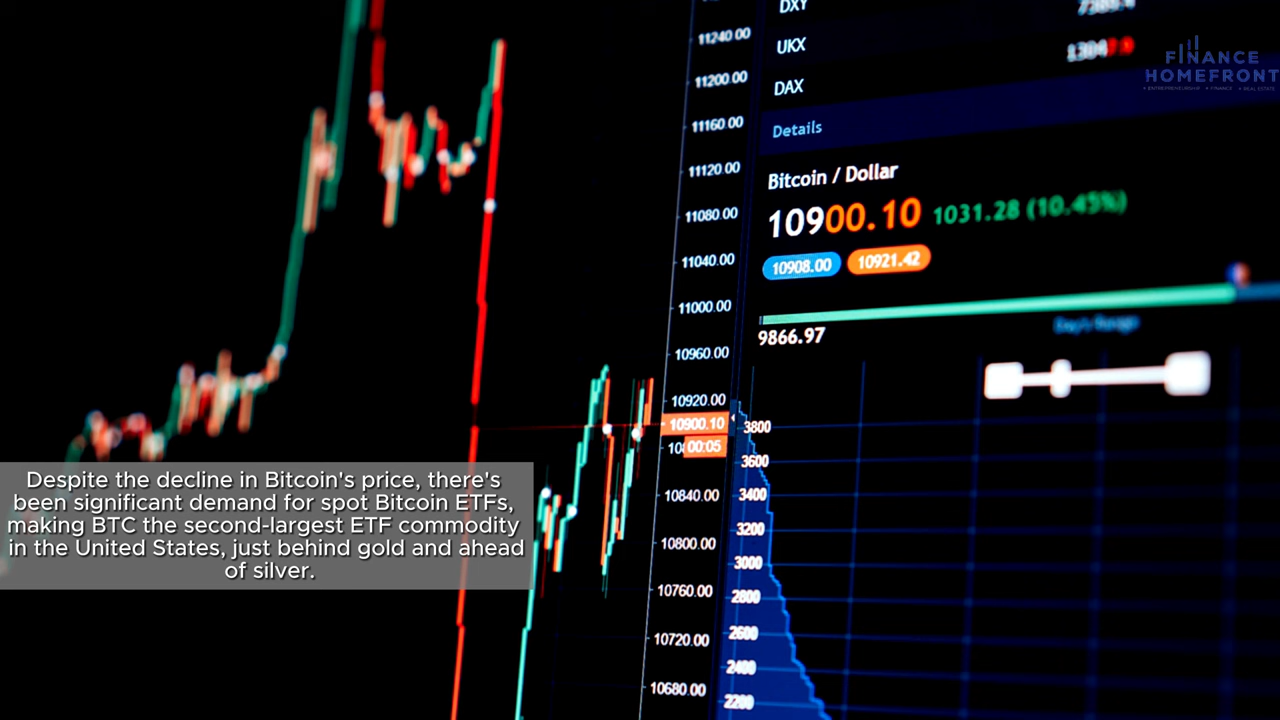 DXY
UKX
DAX
FINANCE
HOMEFRONT
Details
Bitcoin / Dollar
10900.10 1031.28 (10.45%)
10908.00 10921.42
9866.97
Day's Range
11240.00
11200.00
11160.00
11120.00
11080.00
11040.00
11000.00
10960.00
10920.00
10900.10
00:05
10840.00
10800.00
10760.00
10720.00
10680.00
3800
3600
3400
3200
3000
2800
2600
2400
2200
Despite the decline in Bitcoin's price, there's
been significant demand for spot Bitcoin ETFs,
making BTC the second-largest ETF commodity
in the United States, just behind gold and ahead
of silver.